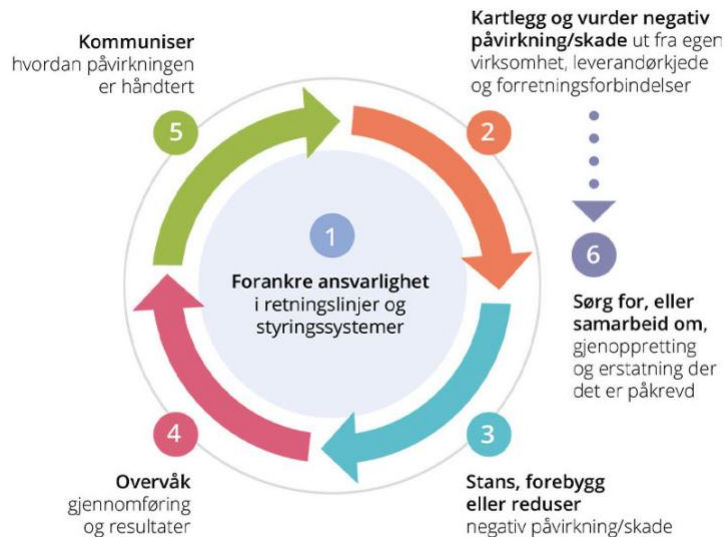 1
Forankre ansvarlighet
i retningslinjer og
styringssystemer
Kartlegg og vurder negativ
påvirkning/skade ut fra egen
virksomhet, leverandørkjede
og forretningsforbindelser
2
3
Stans, forebygg
eller reduser
negativ påvirkning/skade
4
Overvåk
gjennomføring
og resultater
Kommuniser
hvordan påvirkningen
er håndtert
5
6
Sørg for, eller
samarbeid om,
gjenoppretting
og erstatning der
det er påkrevd